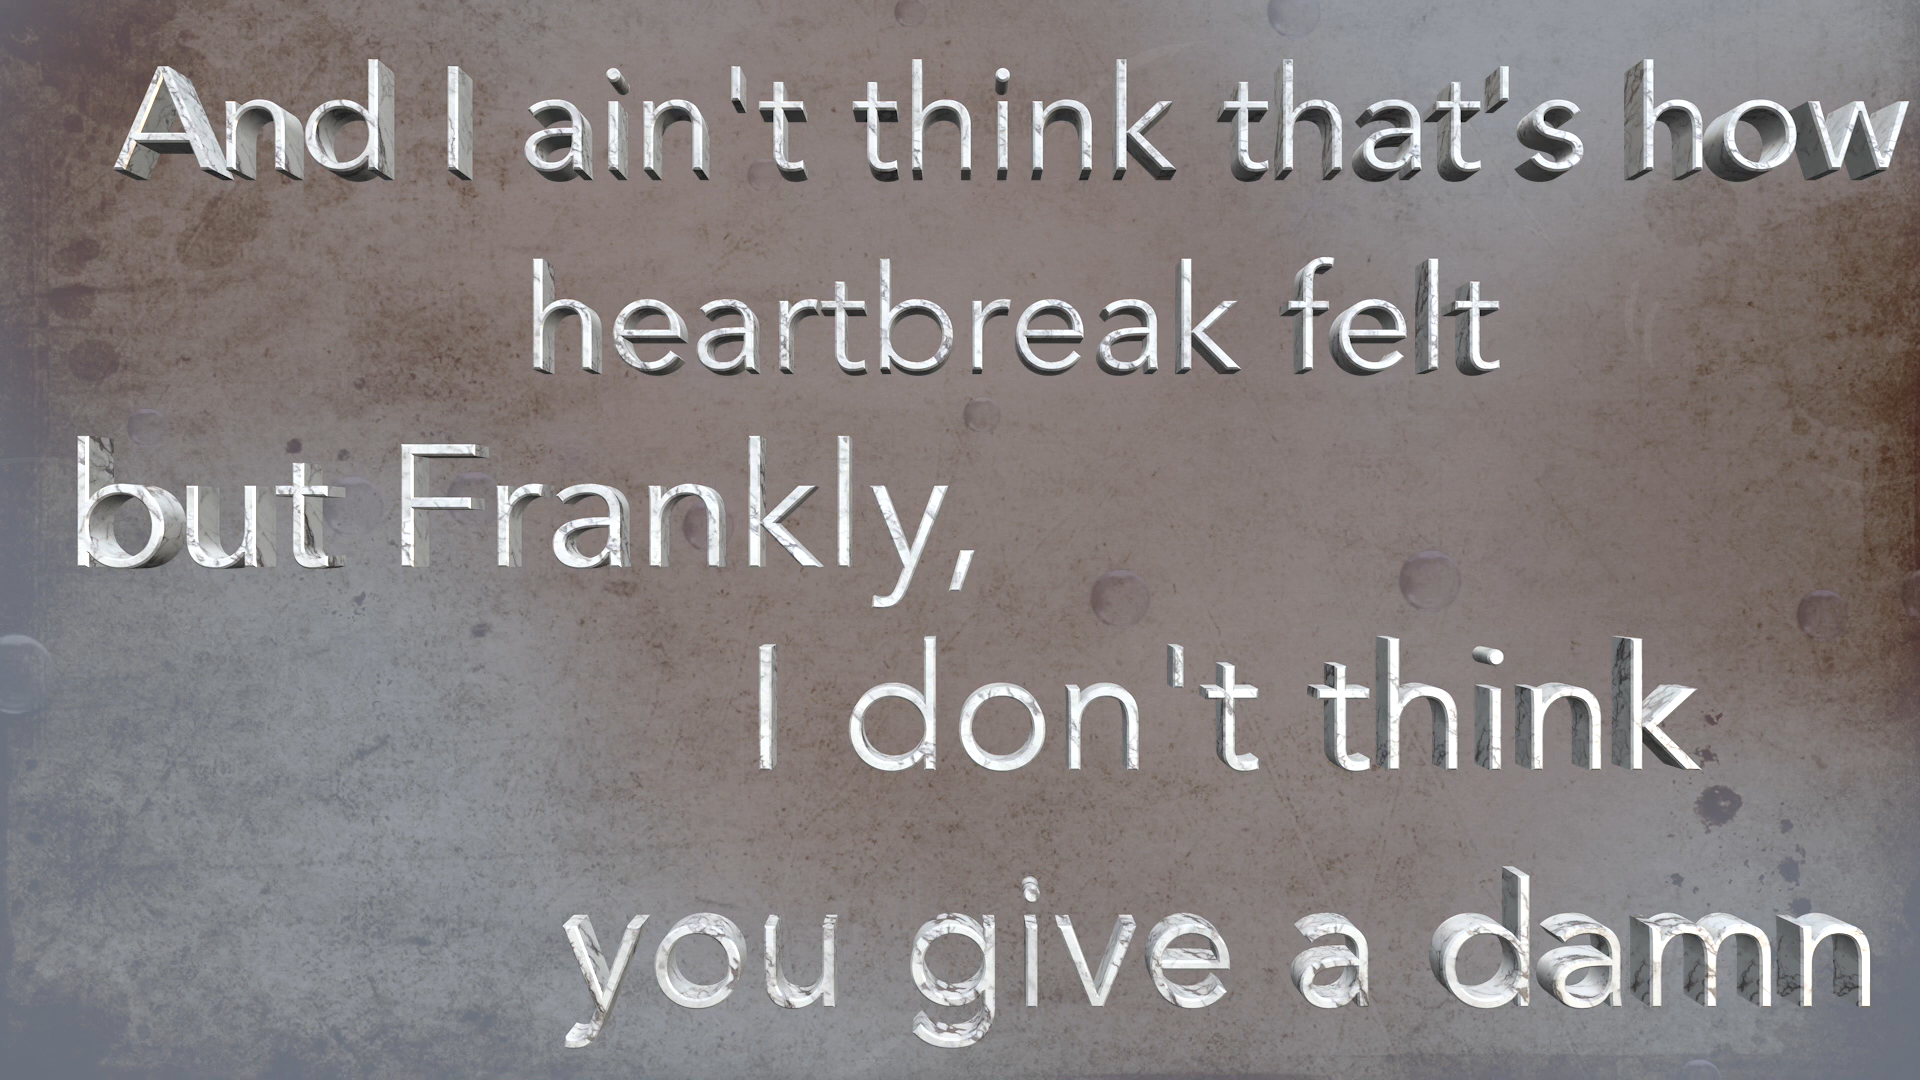 And I ain't think that's how
heartbreak felt
but Frankly,
I don't think
you give a damn